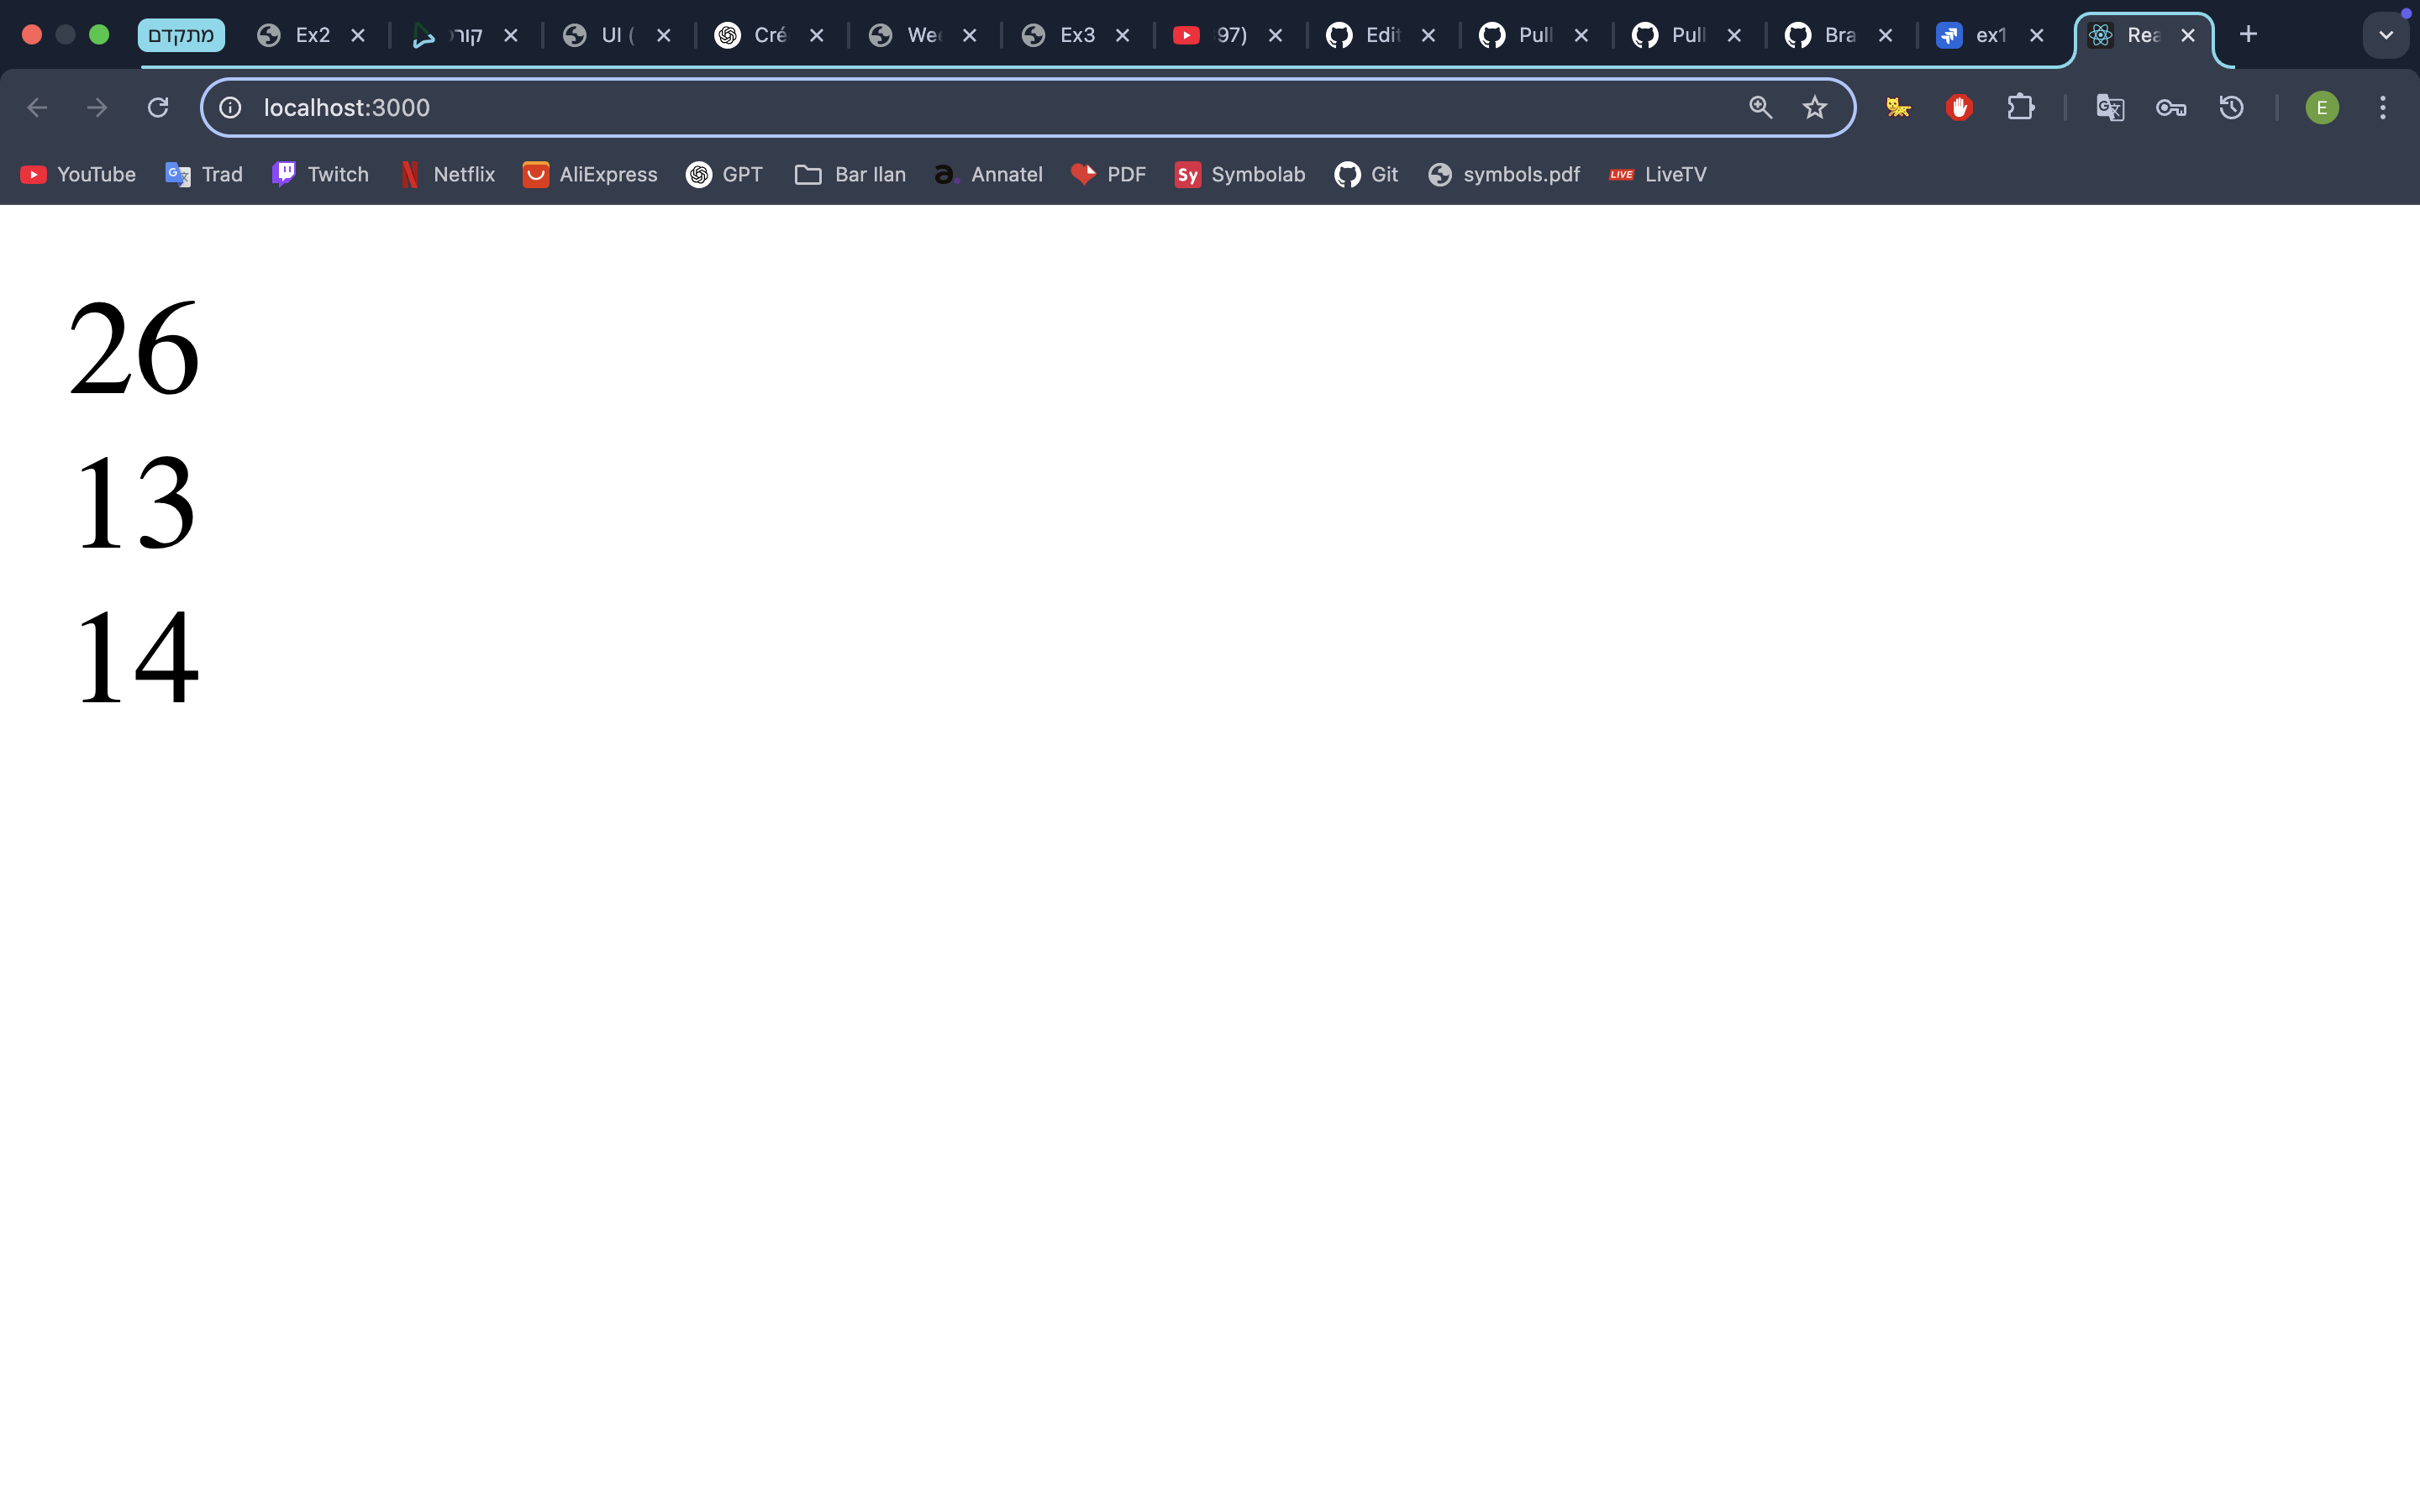 מתקדם Ex2 קור UI ( Cré We Ex3 97) Edit Pull Pull Bra ex1 Rea
localhost:3000 E
YouTube Trad Twitch Netflix AliExpress GPT Bar Ilan a. Annatel PDF Sy Symbolab Git symbols.pdf LIVE LiveTV
26
13
14